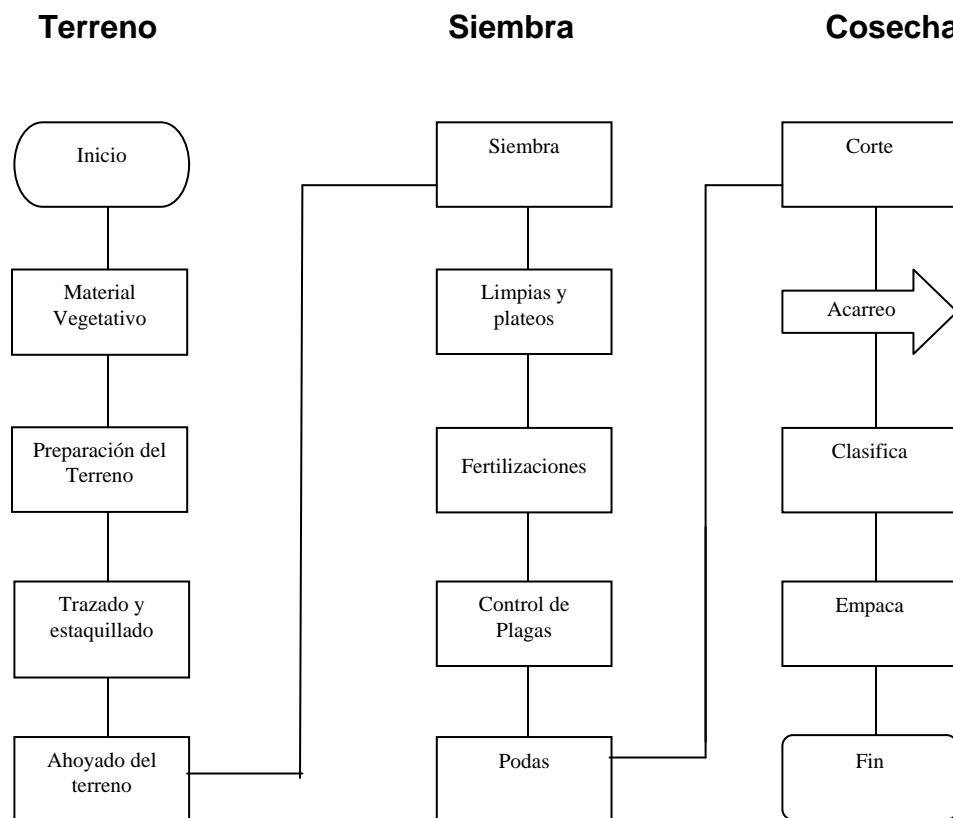 Terreno
Siembra
Cosecha
Inicio
Material
Vegetativo
Preparación del
Terreno
Trazado y
estaquillado
Ahoyado del
terreno
Siembra
Limpias y
plateos
Fertilizaciones
Control de
Plagas
Podas
Corte
Acarreo
Clasifica
Empaca
Fin